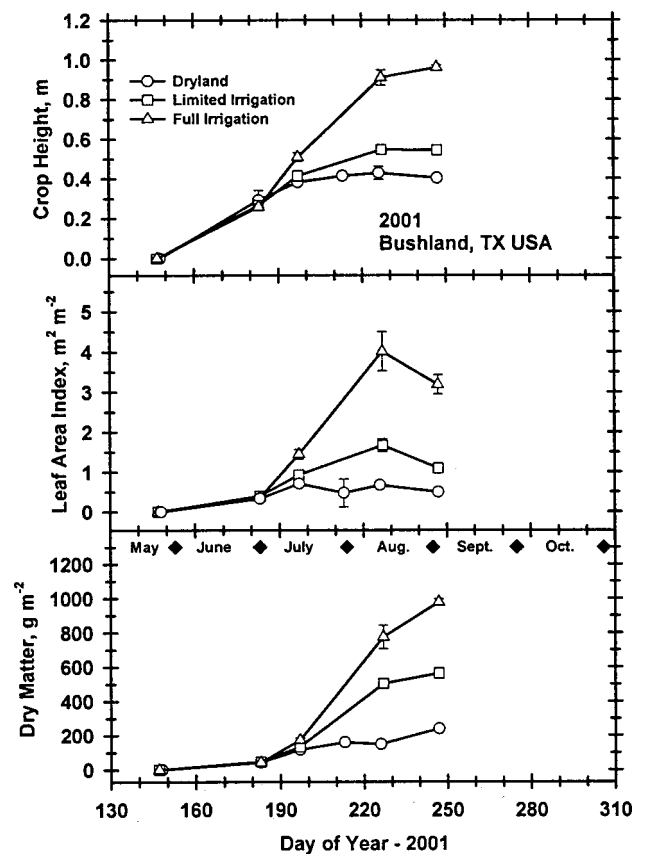 1.2
1.0
0.8
0.6
0.4
0.2
0.0
Crop Height, m
Dryland
Limited Irrigation
Full Irrigation
2001
Bushland, TX USA
5
4
3
2
1
0
Leaf Area Index, m² m⁻²
May ◆ June ◆ July ◆ Aug. ◆ Sept. ◆ Oct. ◆
1200
1000
800
600
400
200
0
Dry Matter, g m⁻²
130 160 190 220 250 280 310
Day of Year - 2001